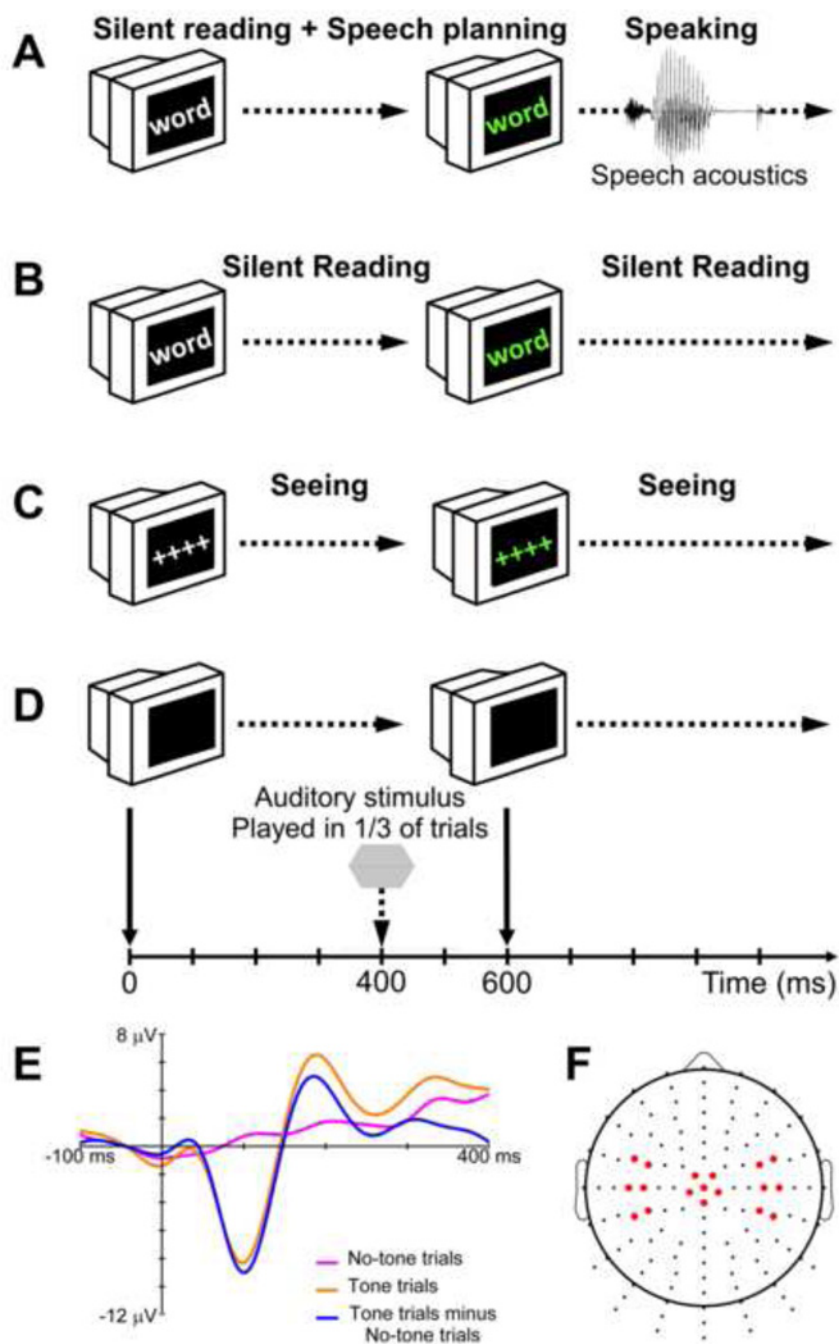 A
Silent reading + Speech planning Speaking
word word
Speech acoustics
B
Silent Reading Silent Reading
word word
C
Seeing Seeing
++++ ++++
D
Auditory stimulus
Played in 1/3 of trials
0 400 600 Time (ms)
E
8 µV
-100 ms 400 ms
-12 µV
No-tone trials
Tone trials
Tone trials minus
No-tone trials
F